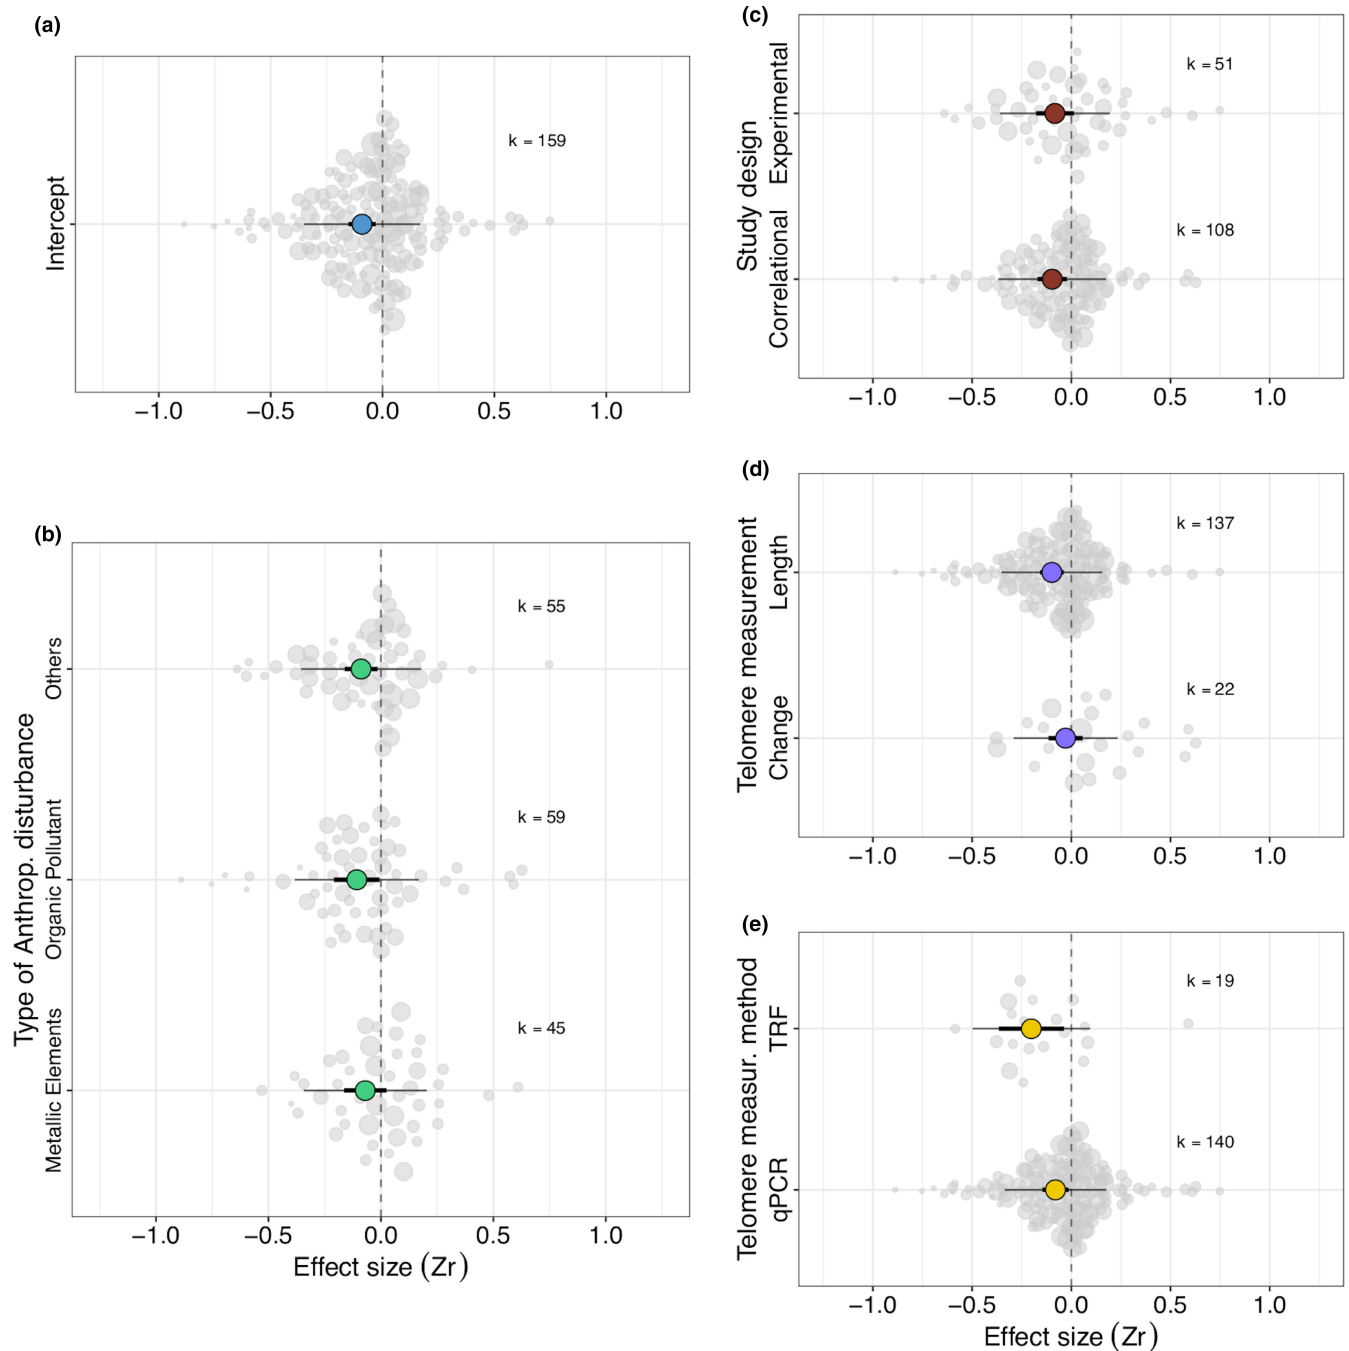 (a)
Intercept
k = 159
−1.0 −0.5 0.0 0.5 1.0
(b)
Type of Anthrop. disturbance
Others
k = 55
Organic Pollutant
k = 59
Metallic Elements
k = 45
−1.0 −0.5 0.0 0.5 1.0
Effect size (Zr)
(c)
Study design
Experimental
k = 51
Correlational
k = 108
−1.0 −0.5 0.0 0.5 1.0
(d)
Telomere measurement
Length
k = 137
Change
k = 22
−1.0 −0.5 0.0 0.5 1.0
(e)
Telomere measur. method
TRF
k = 19
qPCR
k = 140
−1.0 −0.5 0.0 0.5 1.0
Effect size (Zr)